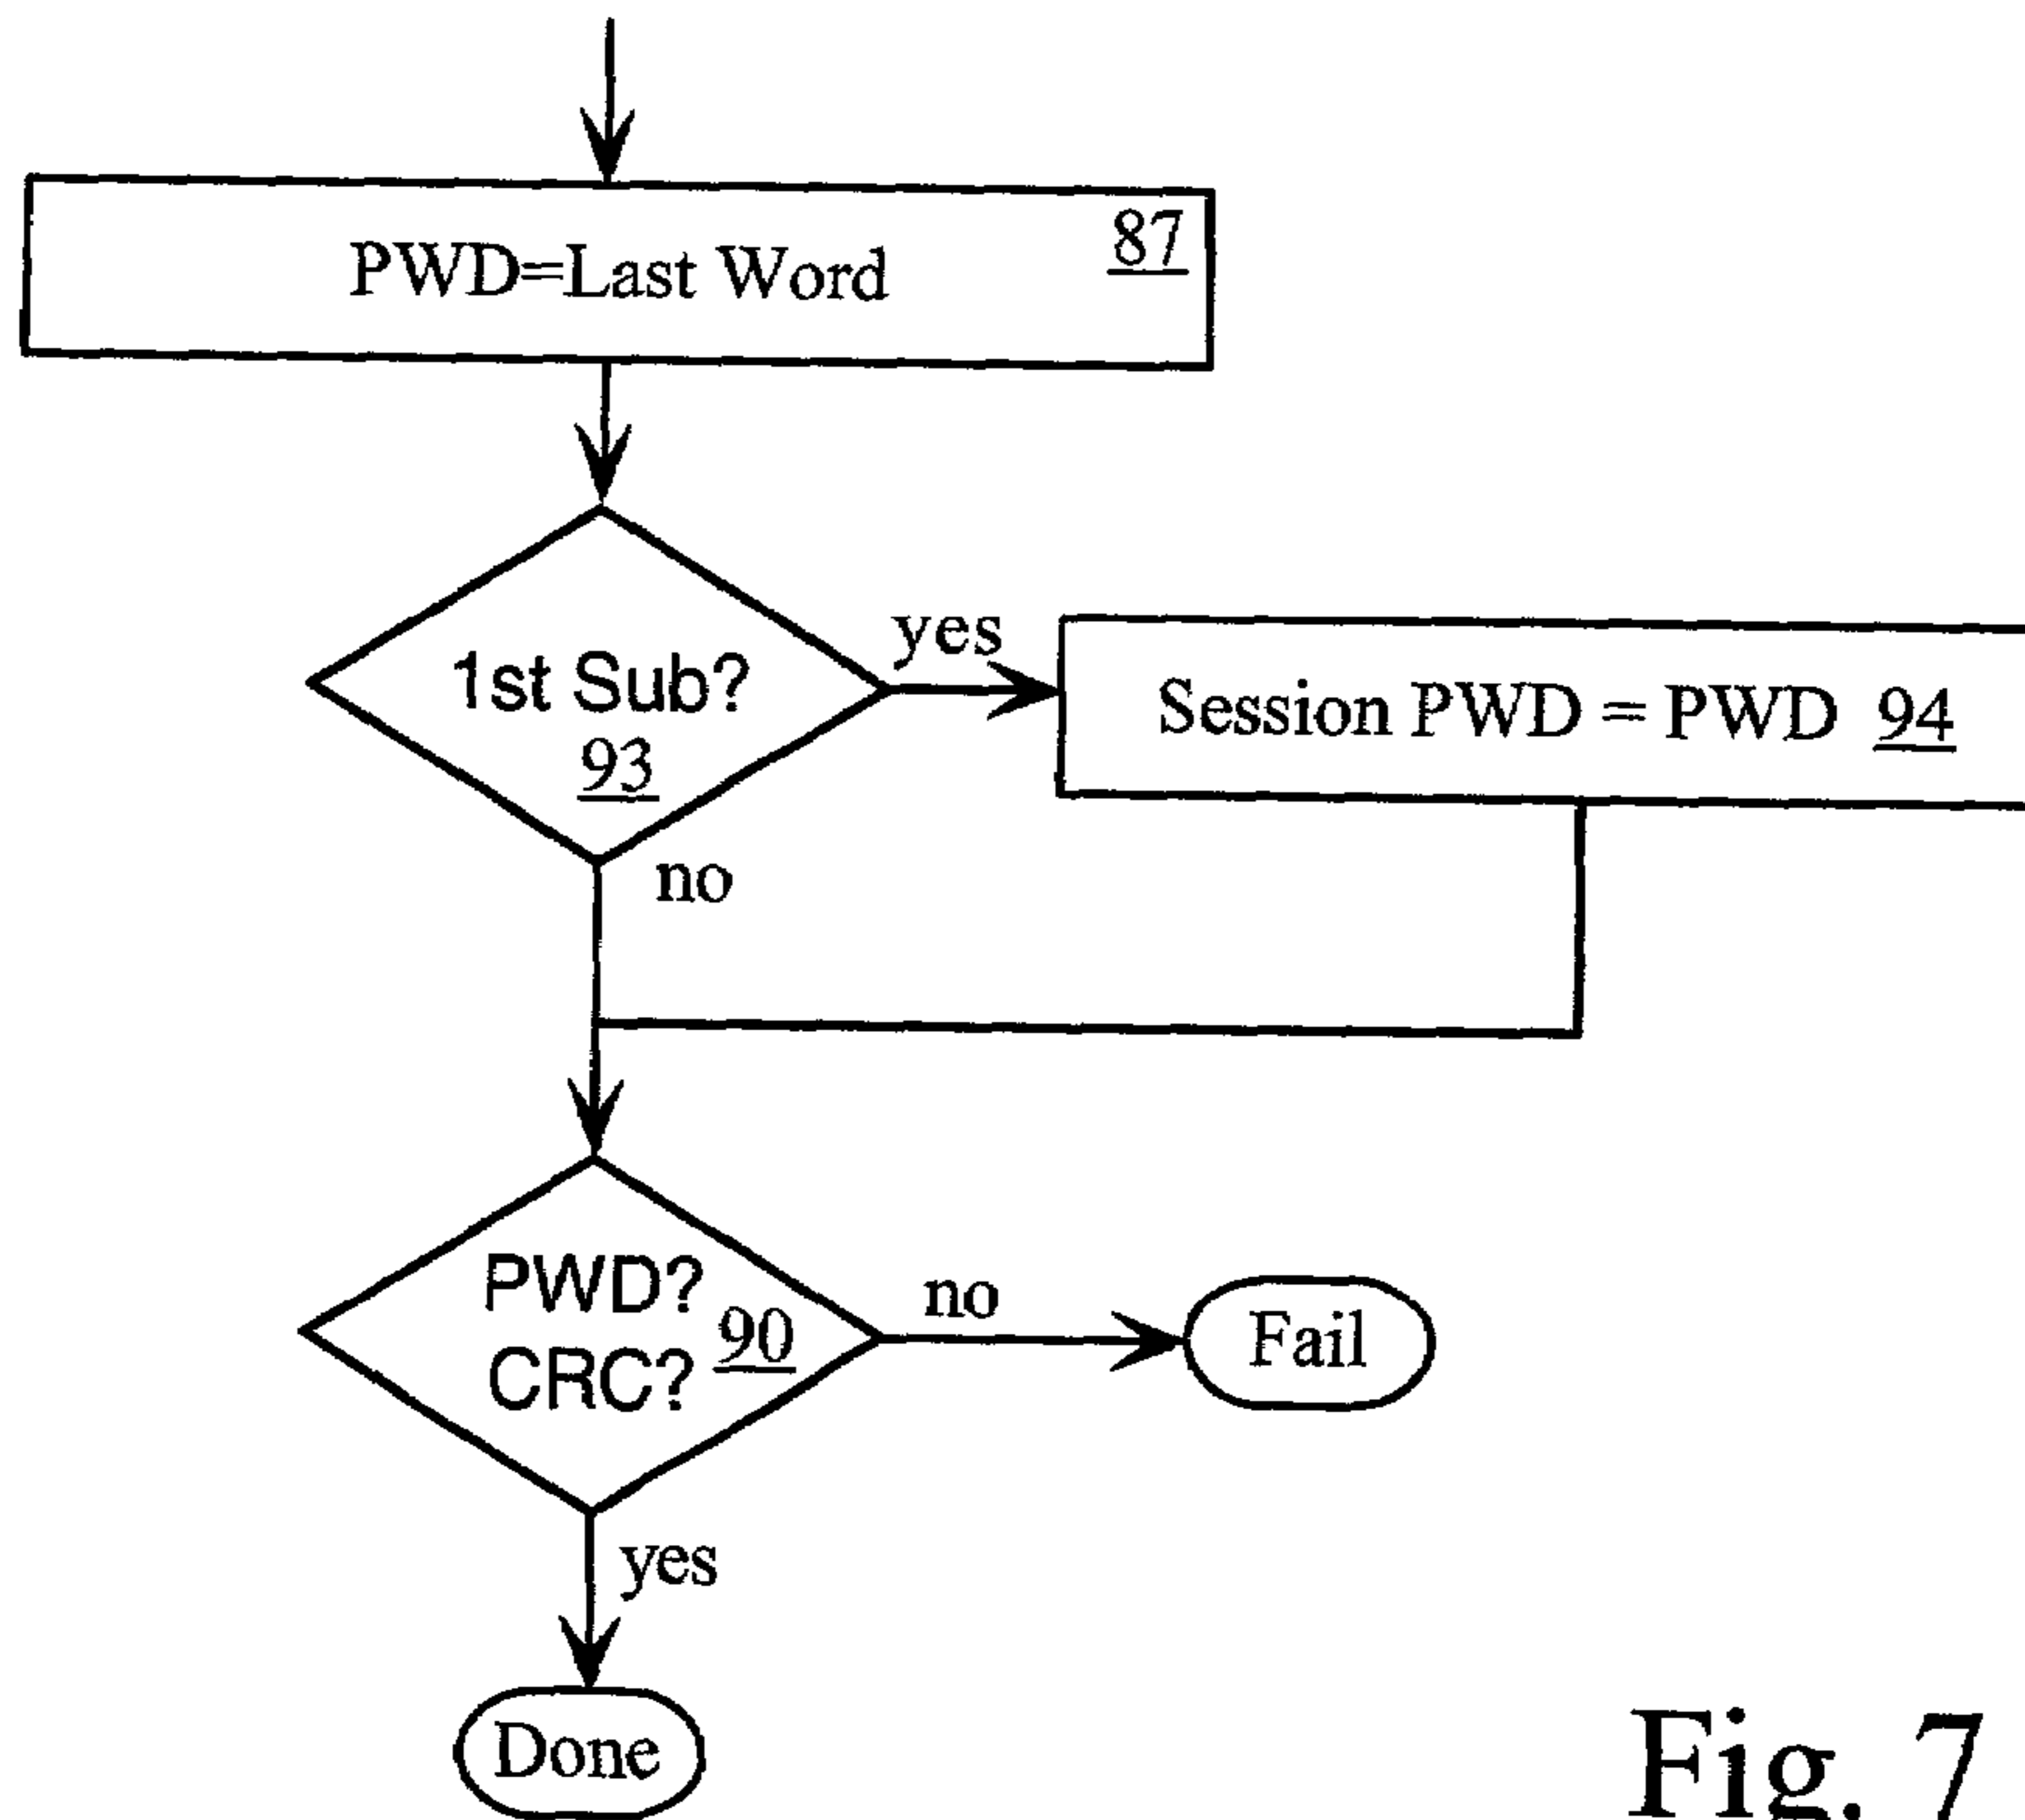 87
PWD=Last Word
1st Sub?
93
yes
Session PWD = PWD 94
no
PWD?
CRC? 90
no
Fail
yes
Done
Fig. 7